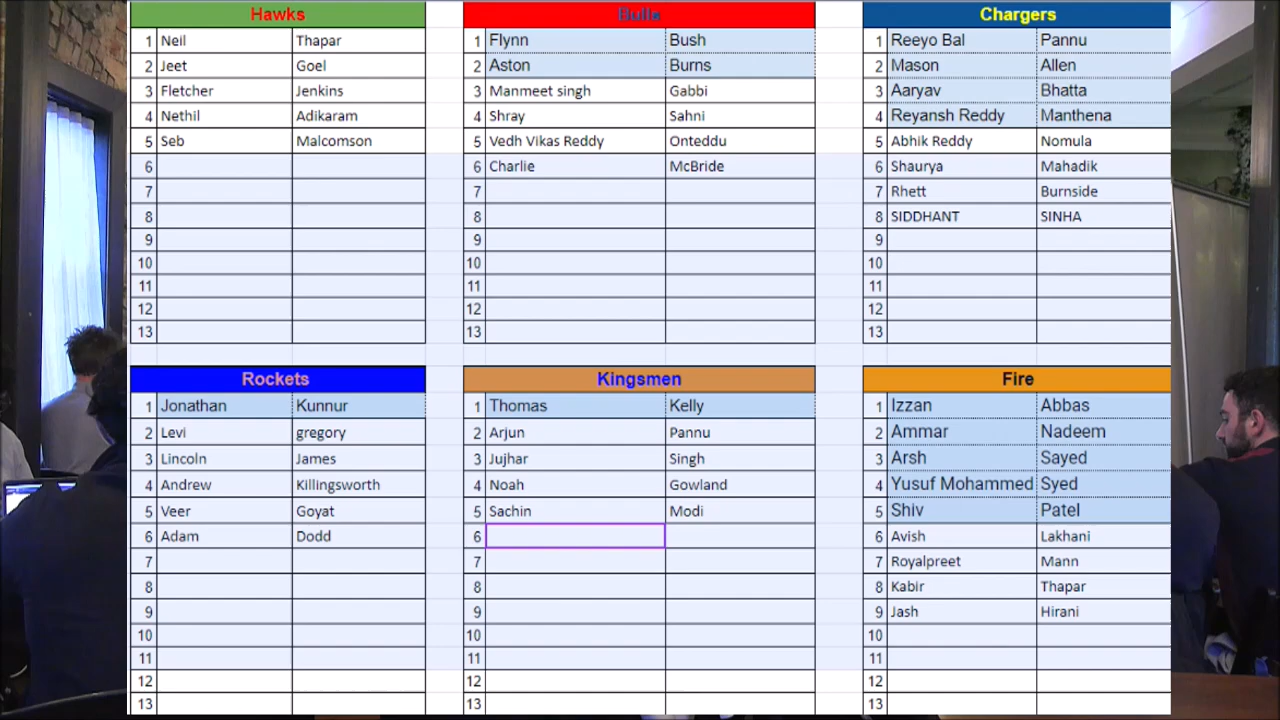 Hawks
1 Neil Thapar
2 Jeet Goel
3 Fletcher Jenkins
4 Nethil Adikaram
5 Seb Malcomson
6
7
8
9
10
11
12
13
Bulls
1 Flynn Bush
2 Aston Burns
3 Manmeet singh Gabbi
4 Shray Sahni
5 Vedh Vikas Reddy Onteddu
6 Charlie McBride
7
8
9
10
11
12
13
Chargers
1 Reeyo Bal Pannu
2 Mason Allen
3 Aaryav Bhatta
4 Reyansh Reddy Manthena
5 Abhik Reddy Nomula
6 Shaurya Mahadik
7 Rhett Burnside
8 SIDDHANT SINHA
9
10
11
12
13
Rockets
1 Jonathan Kunnur
2 Levi gregory
3 Lincoln James
4 Andrew Killingsworth
5 Veer Goyat
6 Adam Dodd
7
8
9
10
11
12
13
Kingsmen
1 Thomas Kelly
2 Arjun Pannu
3 Jujhar Singh
4 Noah Gowland
5 Sachin Modi
6
7
8
9
10
11
12
13
Fire
1 Izzan Abbas
2 Ammar Nadeem
3 Arsh Sayed
4 Yusuf Mohammed Syed
5 Shiv Patel
6 Avish Lakhani
7 Royalpreet Mann
8 Kabir Thapar
9 Jash Hirani
10
11
12
13